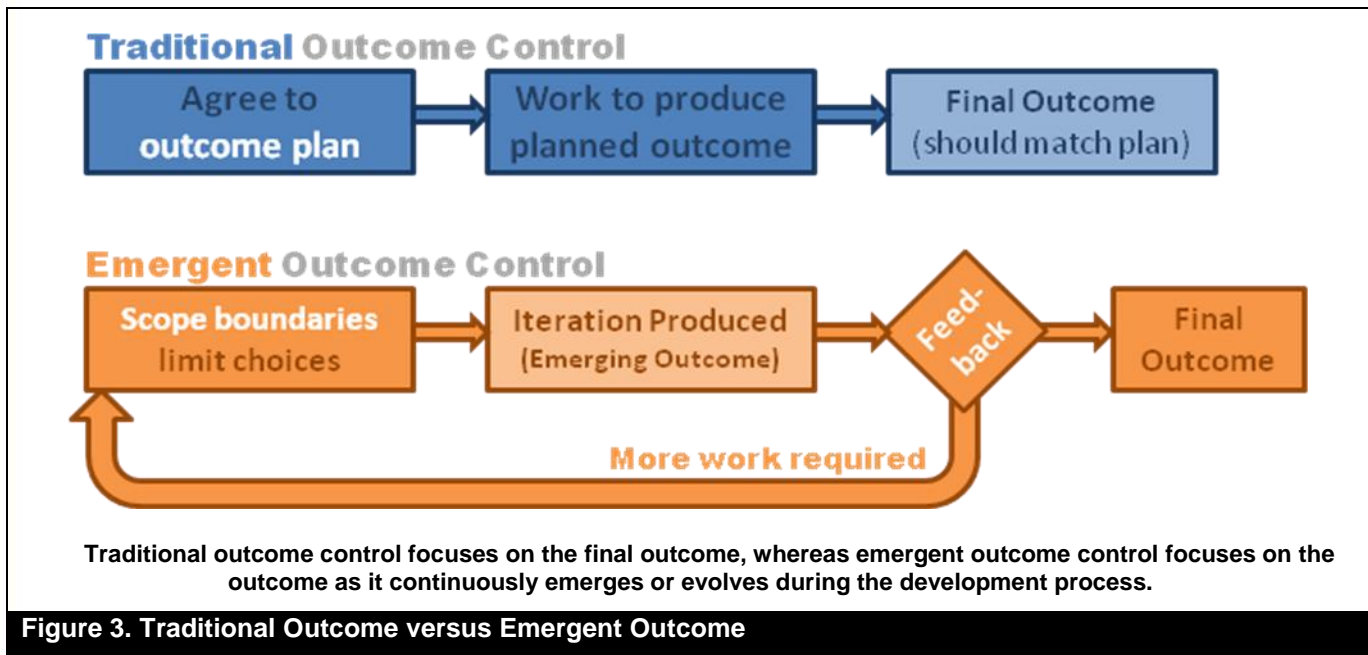 Traditional Outcome Control
Agree to
outcome plan
Work to produce
planned outcome
Final Outcome
(should match plan)
Emergent Outcome Control
Scope boundaries
limit choices
Iteration Produced
(Emerging Outcome)
Feed-
back
Final
Outcome
More work required
Traditional outcome control focuses on the final outcome, whereas emergent outcome control focuses on the
outcome as it continuously emerges or evolves during the development process.
Figure 3. Traditional Outcome versus Emergent Outcome